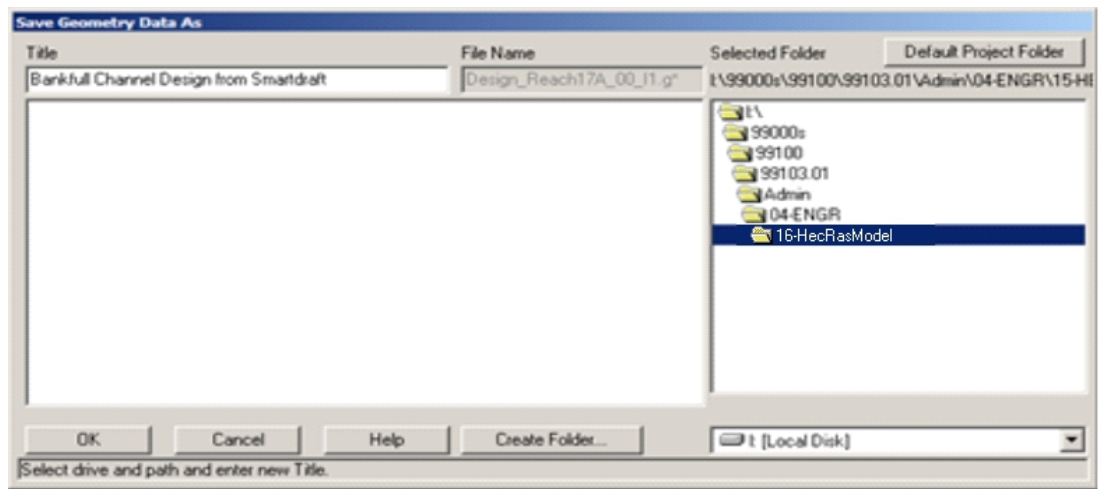 Save Geometry Data As
Title
File Name
Selected Folder
Default Project Folder
Bankfull Channel Design from Smartdraft
Design_Reach17A_00_I1.g*
I:\99000s\99100\99103.01\Admin\04-ENGR\15-HE
I:\
99000s
99100
99103.01
Admin
04-ENGR
16-HecRasModel
OK
Cancel
Help
Create Folder...
I: [Local Disk]
Select drive and path and enter new Title.